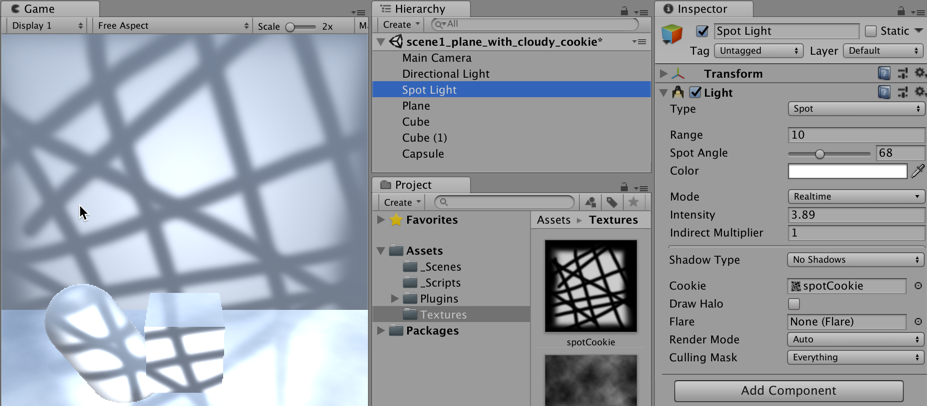 Game
Display 1
Free Aspect
Scale
2x
M
Hierarchy
Create
All
scene1_plane_with_cloudy_cookie*
Main Camera
Directional Light
Spot Light
Plane
Cube
Cube (1)
Capsule
Project
Create
Favorites
Assets
_Scenes
_Scripts
Plugins
Textures
Packages
Assets
Textures
spotCookie
Inspector
Spot Light
Static
Tag
Untagged
Layer
Default
Transform
Light
Type
Spot
Range
10
Spot Angle
68
Color
Mode
Realtime
Intensity
3.89
Indirect Multiplier
1
Shadow Type
No Shadows
Cookie
spotCookie
Draw Halo
Flare
None (Flare)
Render Mode
Auto
Culling Mask
Everything
Add Component